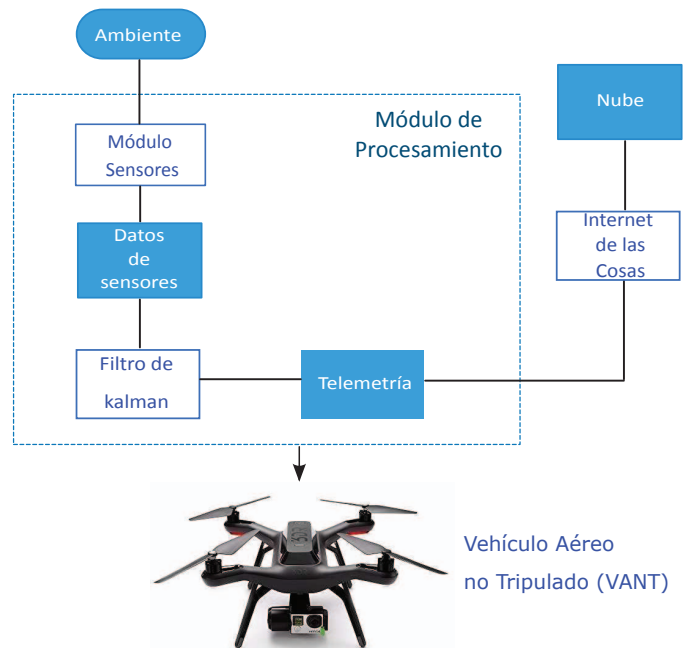 Ambiente
Módulo de
Procesamiento
Nube
Módulo
Sensores
Datos
de
sensores
Internet
de las
Cosas
Filtro de
kalman
Telemetría
Vehículo Aéreo
no Tripulado (VANT)